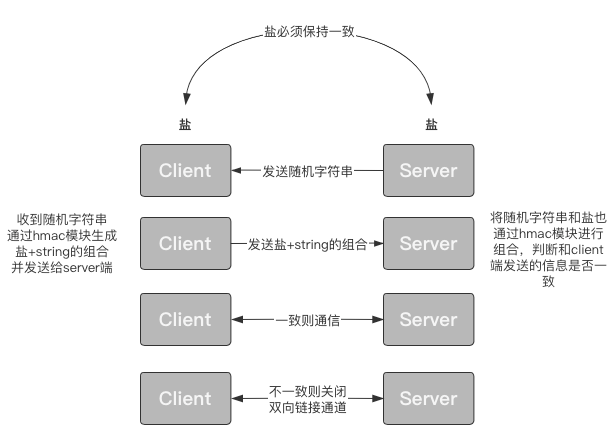 盐必须保持一致
盐
盐
Client
发送随机字符串
Server
收到随机字符串
通过hmac模块生成
盐+string的组合
并发送给server端
Client
发送盐+string的组合
Server
将随机字符串和盐也
通过hmac模块进行
组合，判断和client
端发送的信息是否一
致
Client
一致则通信
Server
Client
不一致则关闭
双向链接通道
Server